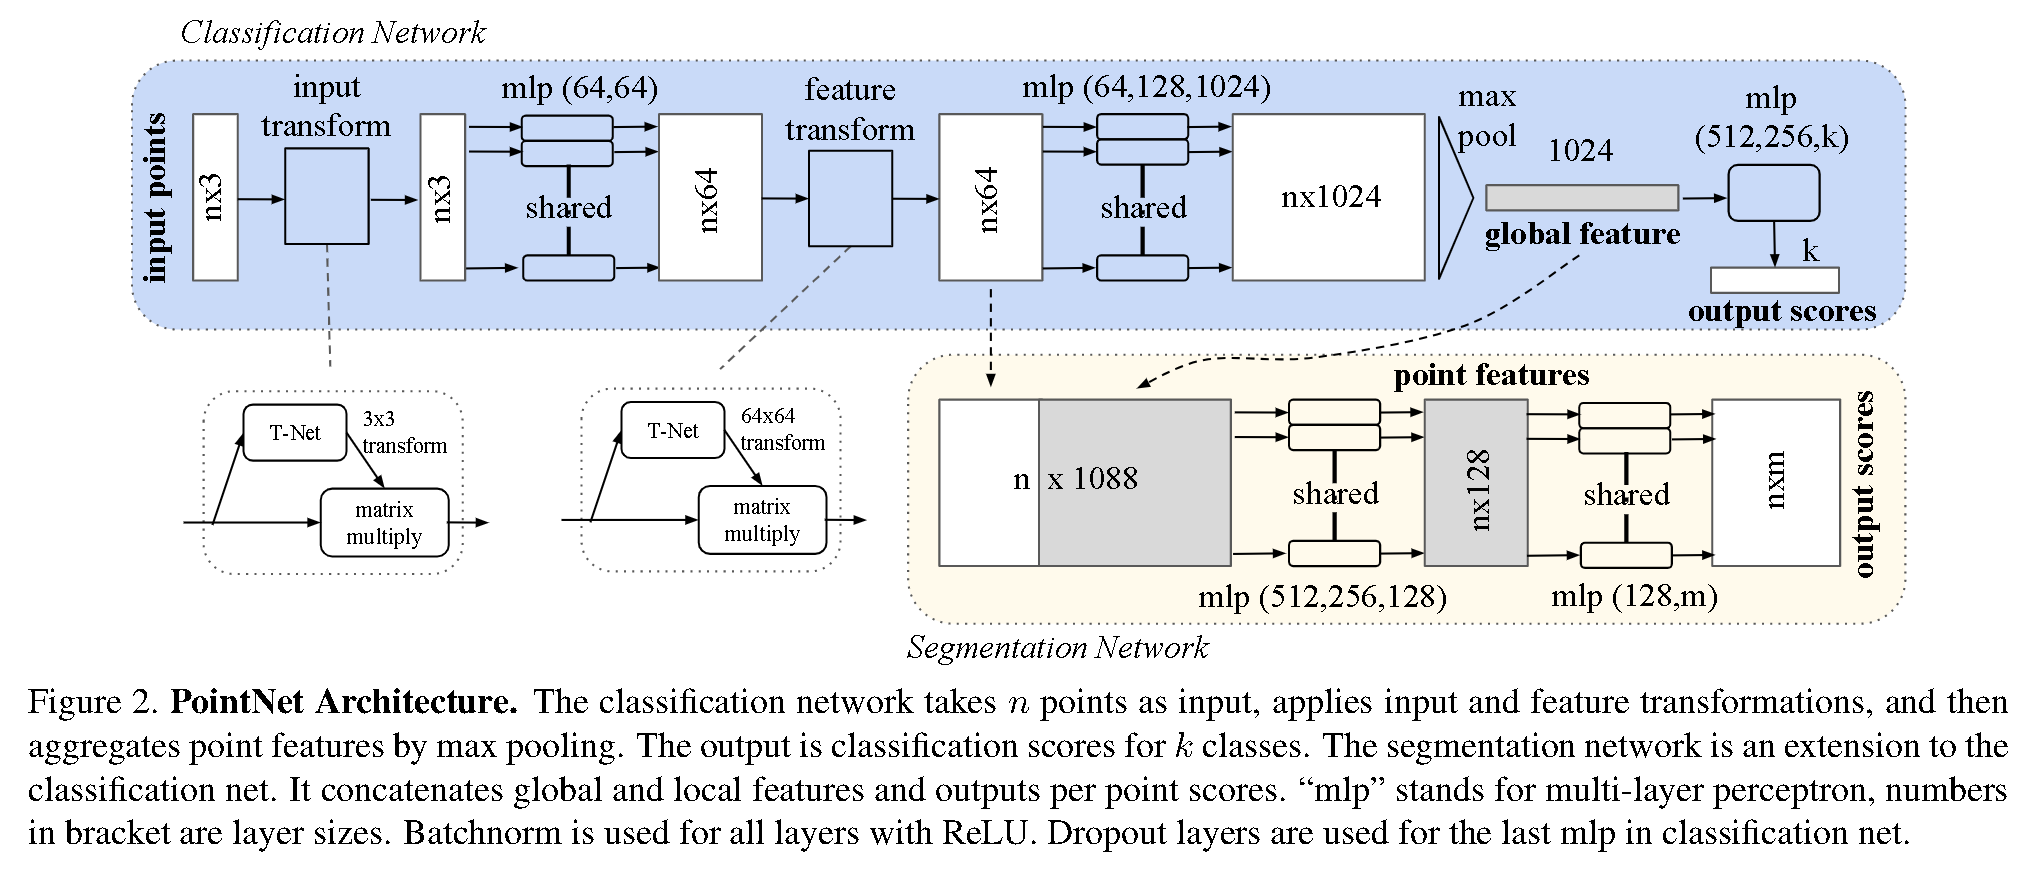 Classification Network
input points
nx3
input
transform
nx3
mlp (64,64)
shared
nx64
feature
transform
nx64
mlp (64,128,1024)
shared
nx1024
max
pool
1024
global feature
mlp
(512,256,k)
k
output scores
T-Net
3x3
transform
matrix
multiply
T-Net
64x64
transform
matrix
multiply
point features
n x 1088
shared
mlp (512,256,128)
nx128
shared
mlp (128,m)
nxm
output scores
Segmentation Network
Figure 2. PointNet Architecture. The classification network takes n points as input, applies input and feature transformations, and then
aggregates point features by max pooling. The output is classification scores for k classes. The segmentation network is an extension to the
classification net. It concatenates global and local features and outputs per point scores. “mlp” stands for multi-layer perceptron, numbers
in bracket are layer sizes. Batchnorm is used for all layers with ReLU. Dropout layers are used for the last mlp in classification net.